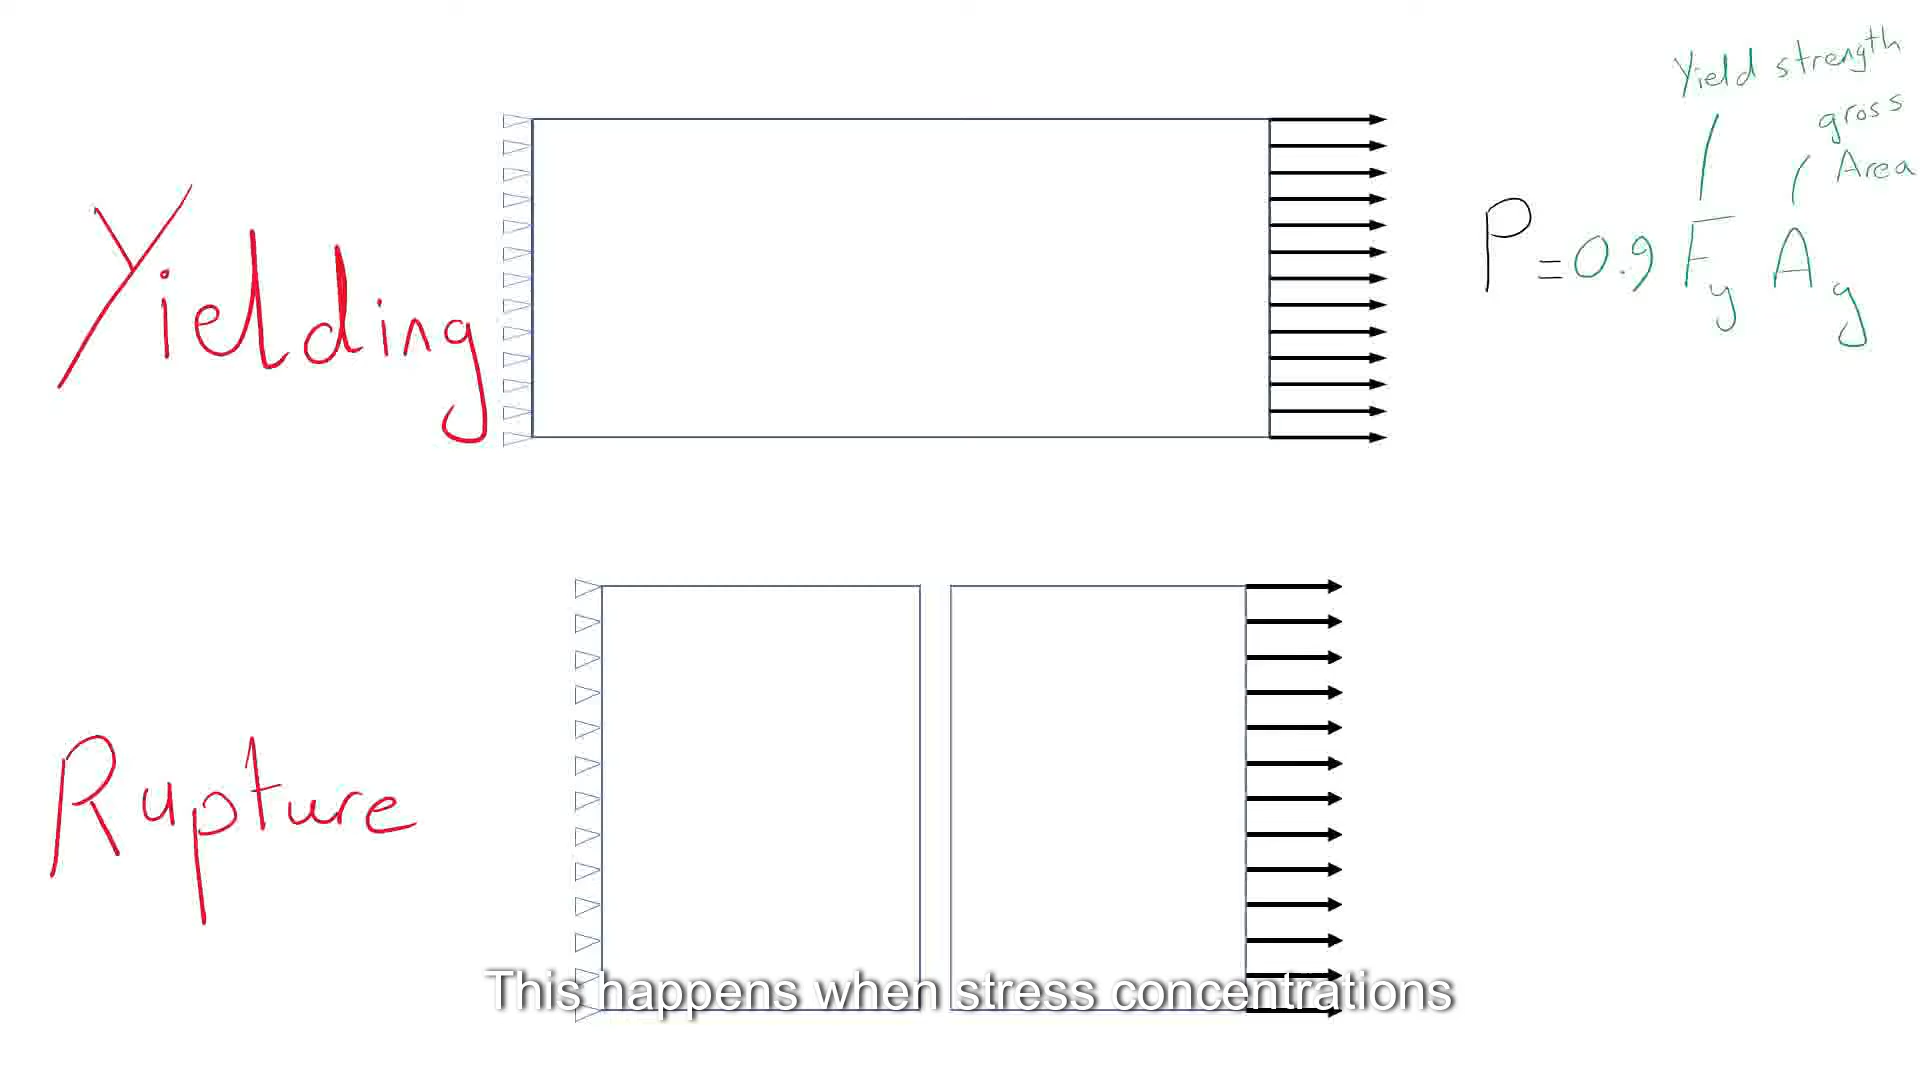 Yield strength
gross
Area
Yielding
P = 0.9 Fy Ag
Rupture
This happens when stress concentrations